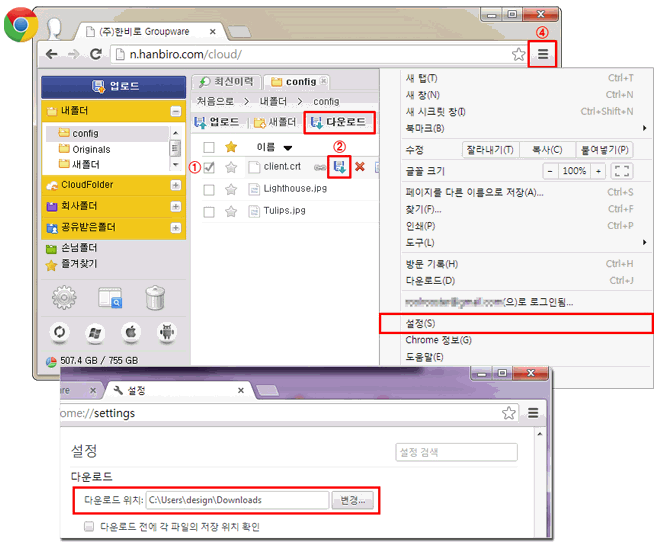 (주)한비로 Groupware
④
n.hanbiro.com/cloud/
업로드
내폴더
config
Originals
새폴더
CloudFolder
회사폴더
공유받은폴더
손님폴더
즐겨찾기
507.4 GB / 755 GB
최신이력 config
처음으로 > 내폴더 > config
업로드 새폴더 다운로드
이름
②
① client.crt
Lighthouse.jpg
Tulips.jpg
새 탭(T) Ctrl+T
새 창(N) Ctrl+N
새 시크릿 창(I) Ctrl+Shift+N
북마크(B)
수정 잘라내기(T) 복사(C) 붙여넣기(P)
글꼴 크기 - 100% +
페이지를 다른 이름으로 저장(A)... Ctrl+S
찾기(F)... Ctrl+F
인쇄(P)... Ctrl+P
도구(L)
방문 기록(H) Ctrl+H
다운로드(D) Ctrl+J
(으)로 로그인됨...
설정(S)
Chrome 정보(G)
도움말(E)
설정
ome://settings
설정 설정 검색
다운로드
다운로드 위치: C:\Users\design\Downloads 변경...
다운로드 전에 각 파일의 저장 위치 확인